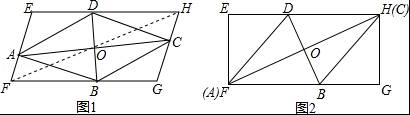 E D H
A O C
F B G
图1
E D H(C)
O
(A)F B G
图2